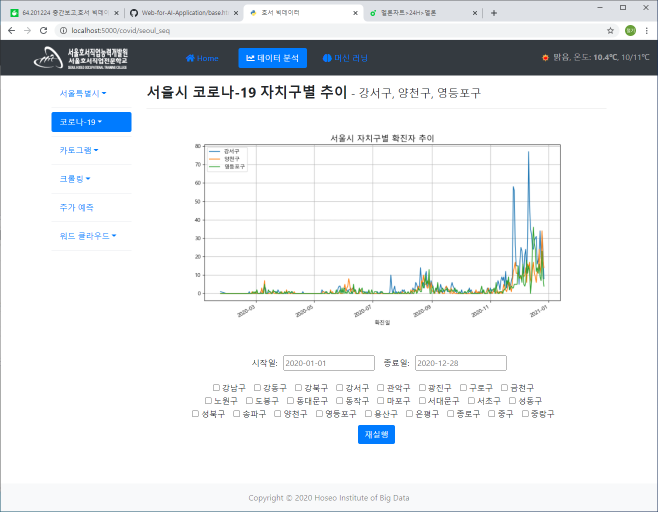 64.201224 중간보고,호서 빅데이
Web-for-AI-Application/base.ht
호서 빅데이터
멜론차트>24H>멜론
localhost:5000/covid/seoul_seq
서울호서직업능력개발원
서울호서직업전문학교
Home
데이터 분석
머신 러닝
맑음, 온도: 10.4℃, 10/11℃
서울특별시
코로나-19
카토그램
크롤링
주가 예측
워드 클라우드
서울시 코로나-19 자치구별 추이 - 강서구, 양천구, 영등포구
서울시 자치구별 확진자 추이
강서구
양천구
영등포구
80
70
60
50
40
30
20
10
0
2020-03
2020-05
2020-07
2020-09
2020-11
2021-01
확진일
시작일: 2020-01-01 종료일: 2020-12-28
강남구 강동구 강북구 강서구 관악구 광진구 구로구 금천구
노원구 도봉구 동대문구 동작구 마포구 서대문구 서초구 성동구
성북구 송파구 양천구 영등포구 용산구 은평구 종로구 중구 중랑구
재실행
Copyright © 2020 Hoseo Institute of Big Data